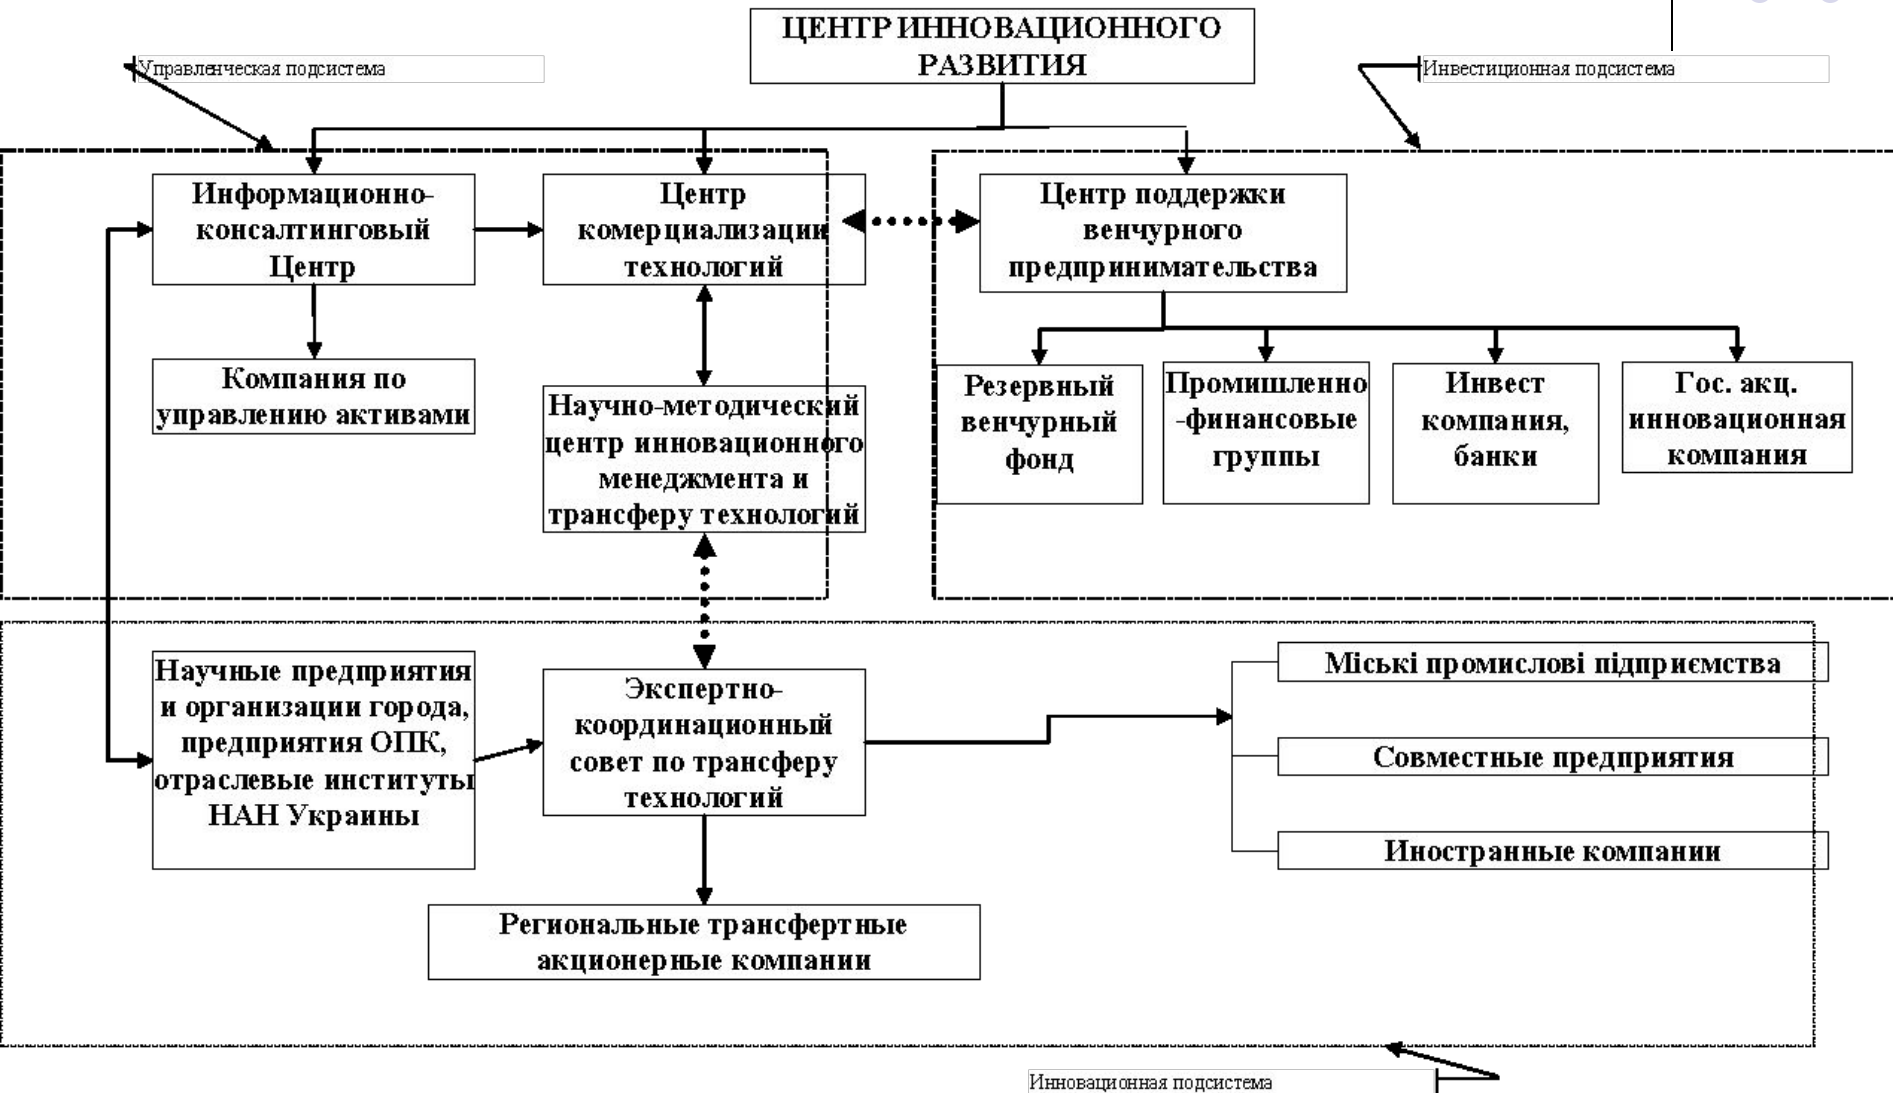 ЦЕНТР ИННОВАЦИОННОГО
РАЗВИТИЯ
Управленческая подсистема
Инвестиционная подсистема
Информационно-
консалтинговый
Центр
Центр
комерциализации
технологий
Центр поддержки
венчурного
предпринимательства
Компания по
управлению активами
Научно-методический
центр инновационного
менеджмента и
трансферу технологий
Резервный
венчурный
фонд
Промишленно
-финансовые
группы
Инвест
компания,
банки
Гос. акц.
инновационная
компания
Научные предприятия
и организации города,
предприятия ОПК,
отраслевые институты
НАН Украины
Экспертно-
координационный
совет по трансферу
технологий
Міські промислові підприємства
Совместные предприятия
Иностранные компании
Региональные трансфертные
акционерные компании
Инновационная подсистема